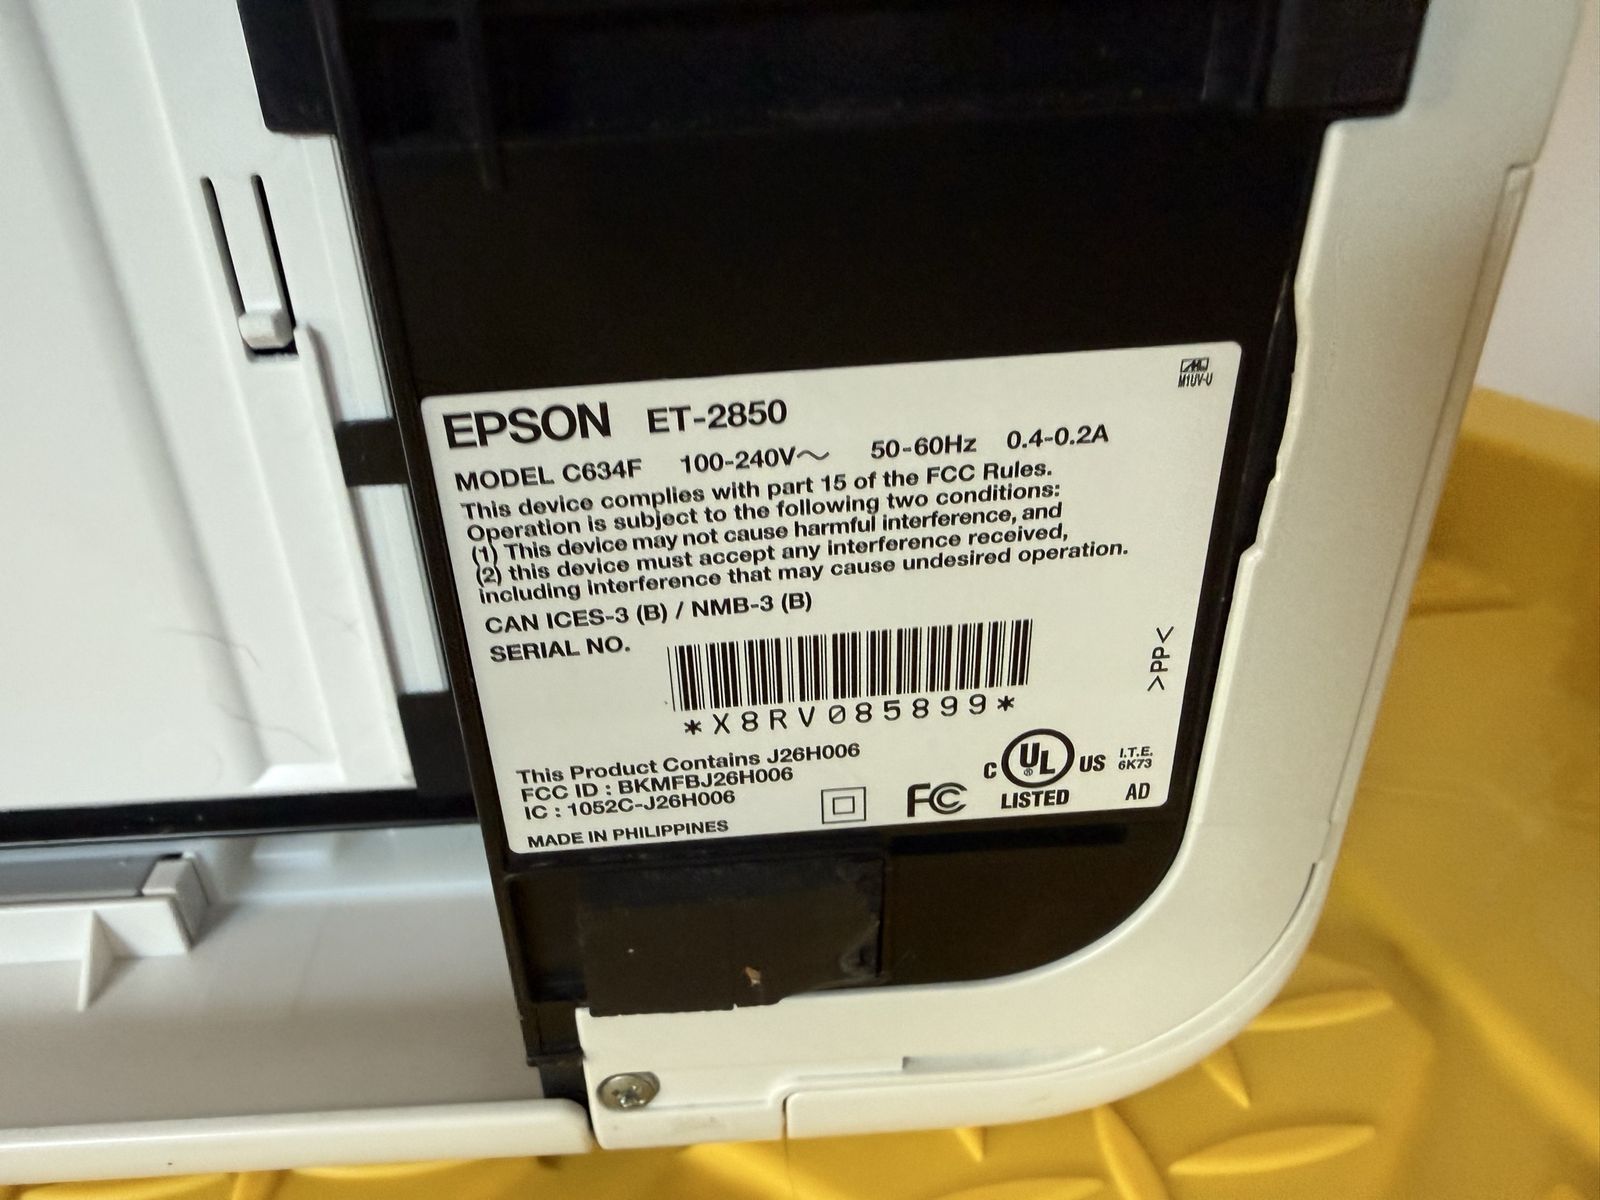 M1UV-U
EPSON ET-2850
MODEL C634F 100-240V~ 50-60Hz 0.4-0.2A
This device complies with part 15 of the FCC Rules.
Operation is subject to the following two conditions:
(1) This device may not cause harmful interference, and
(2) this device must accept any interference received,
including interference that may cause undesired operation.
CAN ICES-3 (B) / NMB-3 (B)
SERIAL NO.
*X8RV085899*
>PP<
This Product Contains J26H006
FCC ID : BKMFBJ26H006
IC : 1052C-J26H006
MADE IN PHILIPPINES
FC
C UL® US
LISTED
I.T.E.
6K73
AD